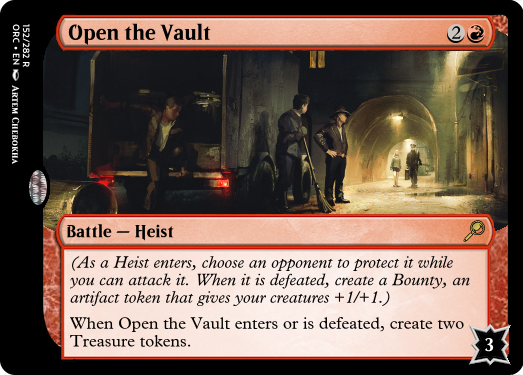 Open the Vault
2
152/282 R
ORC • EN ARTEM CHEBOKHA
Battle — Heist
(As a Heist enters, choose an opponent to protect it while
you can attack it. When it is defeated, create a Bounty, an
artifact token that gives your creatures +1/+1.)
When Open the Vault enters or is defeated, create two
Treasure tokens.
3